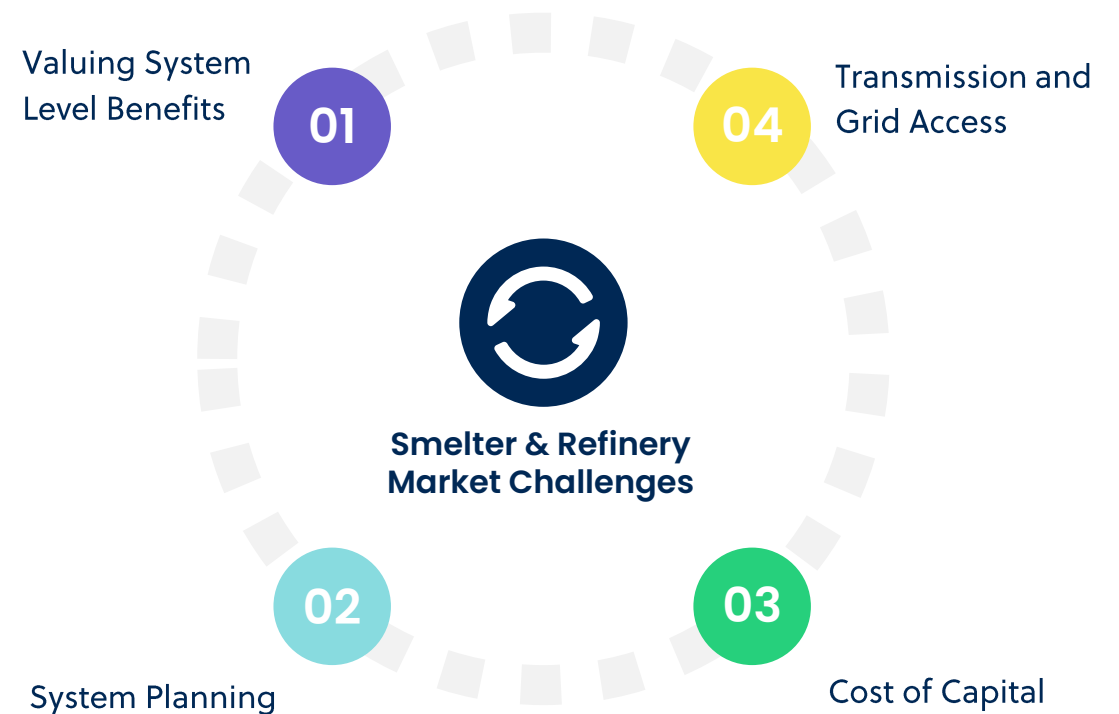 Valuing System
Level Benefits
01
04
Transmission and
Grid Access
Smelter & Refinery
Market Challenges
02
03
System Planning
Cost of Capital